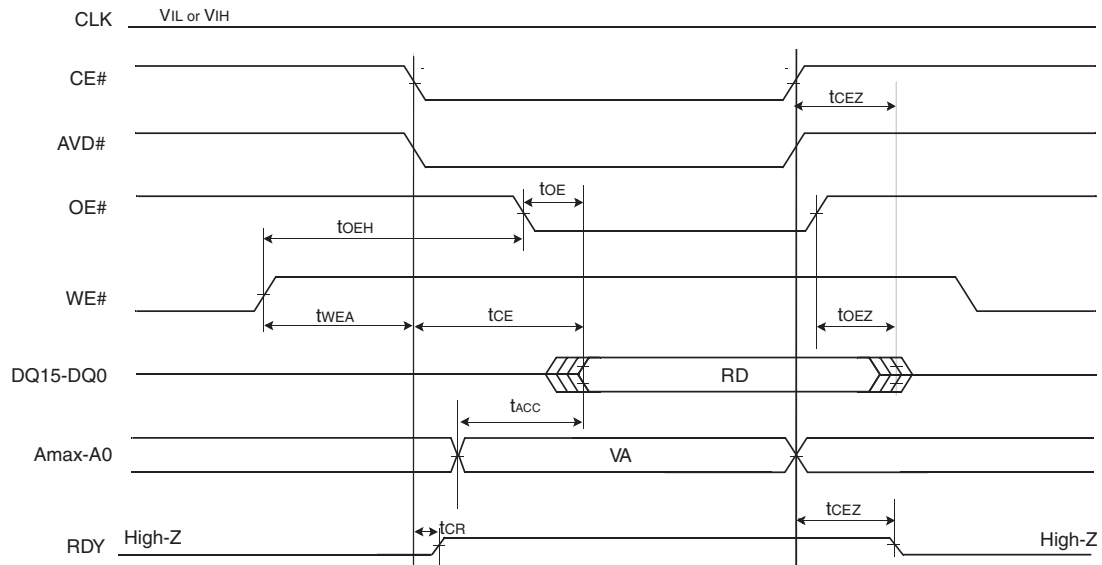 CLK VIL or VIH
CE#
tCEZ
AVD#
OE# tOE
tOEH
WE#
tWEA tCE tOEZ
DQ15-DQ0 RD
tACC
Amax-A0 VA
tCEZ
RDY High-Z tCR High-Z